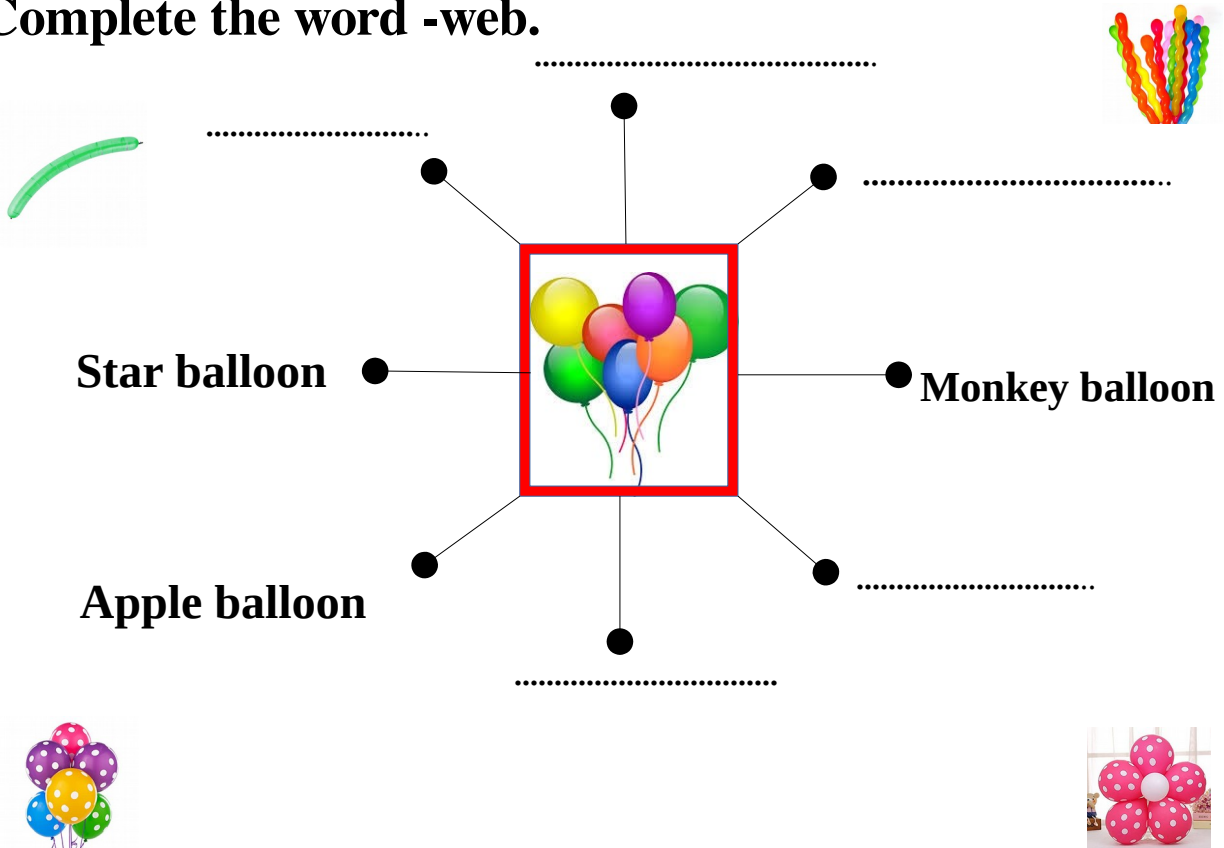 Complete the word -web.
...........................................
............................
.......................................
Star balloon
Monkey balloon
..............................
Apple balloon
.................................